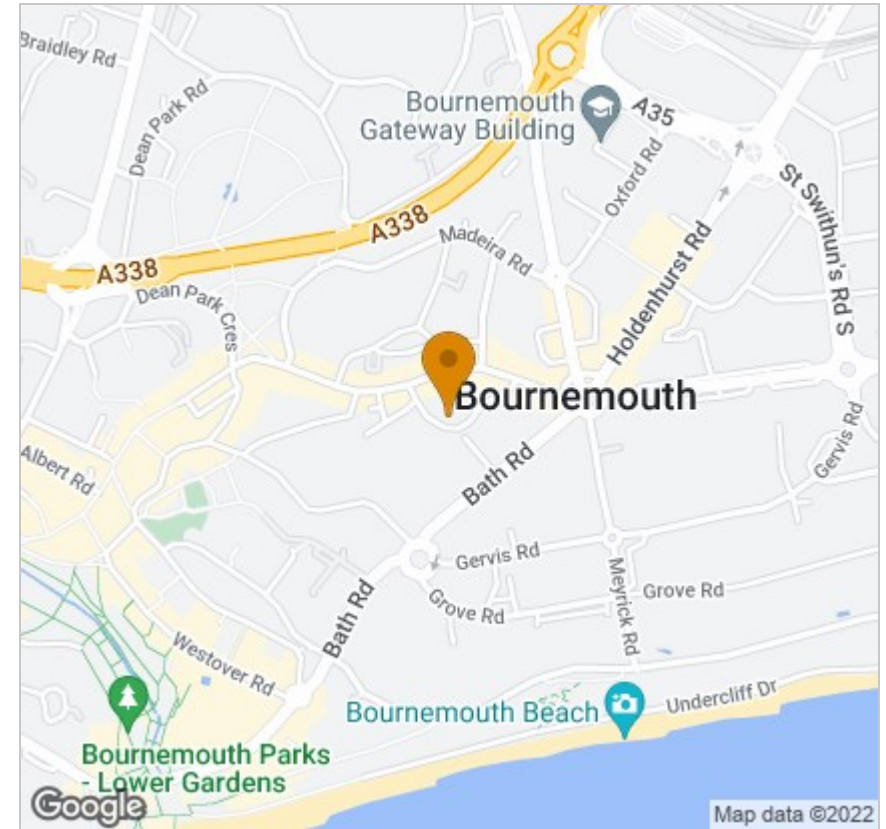 Braidley Rd
Dean Park Rd
Bournemouth
Gateway Building
A35
Oxford Rd
St Swithun's Rd S
A338
Madeira Rd
A338
Dean Park Cres
Holdenhurst Rd
Bournemouth
Albert Rd
Bath Rd
Gervis Rd
Gervis Rd
Meyrick Rd
Grove Rd
Grove Rd
Bath Rd
Westover Rd
Undercliff Dr
Bournemouth Beach
Bournemouth Parks
- Lower Gardens
Google
Map data ©2022